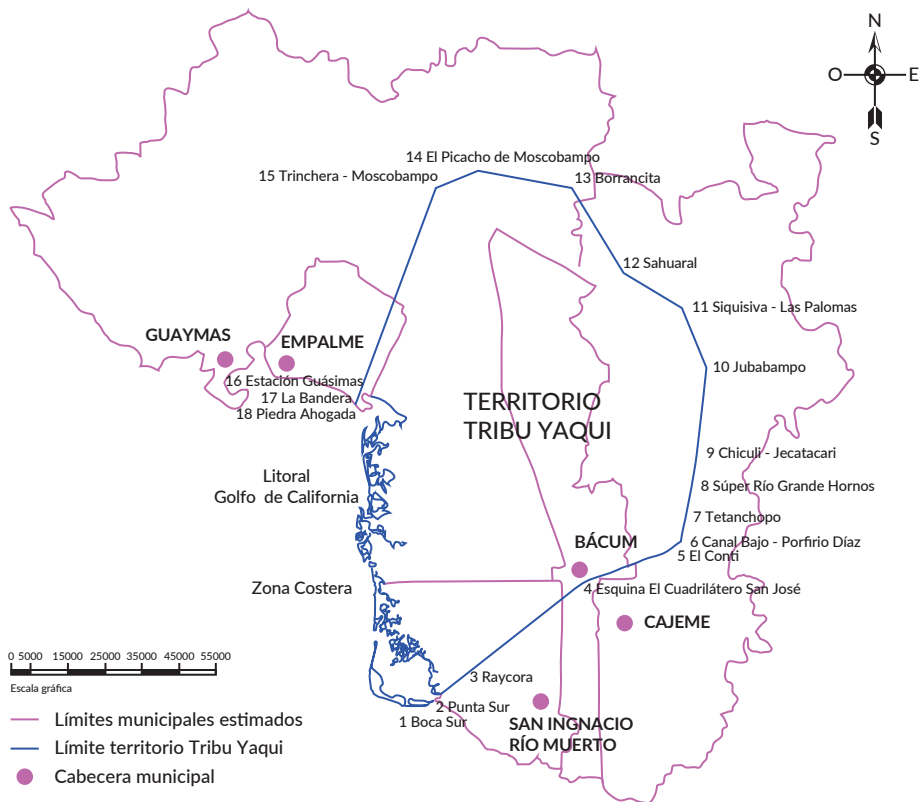 N
O
E
S
14 El Picacho de Moscobampo
15 Trinchera - Moscobampo
13 Borrancita
12 Sahuaral
11 Siquisiva - Las Palomas
GUAYMAS
EMPALME
10 Jubabampo
16 Estación Guásimas
17 La Bandera
18 Piedra Ahogada
TERRITORIO
TRIBU YAQUI
9 Chiculi - Jecatacari
Litoral
Golfo de California
8 Súper Río Grande Hornos
7 Tetanchopo
6 Canal Bajo - Porfirio Díaz
5 El Conti
BÁCUM
Zona Costera
4 Esquina El Cuadrilátero San José
CAJEME
0 5000 15000 25000 35000 45000 55000
Escala gráfica
3 Raycora
2 Punta Sur
1 Boca Sur
SAN INGNACIO
RÍO MUERTO
Límites municipales estimados
Límite territorio Tribu Yaqui
Cabecera municipal